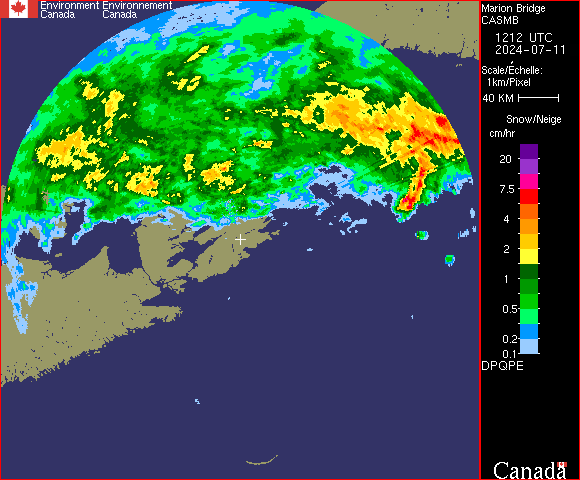 Environment Environnement
Canada Canada
Marion Bridge
CASMB
1212 UTC
2024-07-11
Scale/Échelle:
1km/Pixel
40 KM
Snow/Neige
cm/hr
20
7.5
4
2
1
0.5
0.2
0.1
DPQPE
Canada